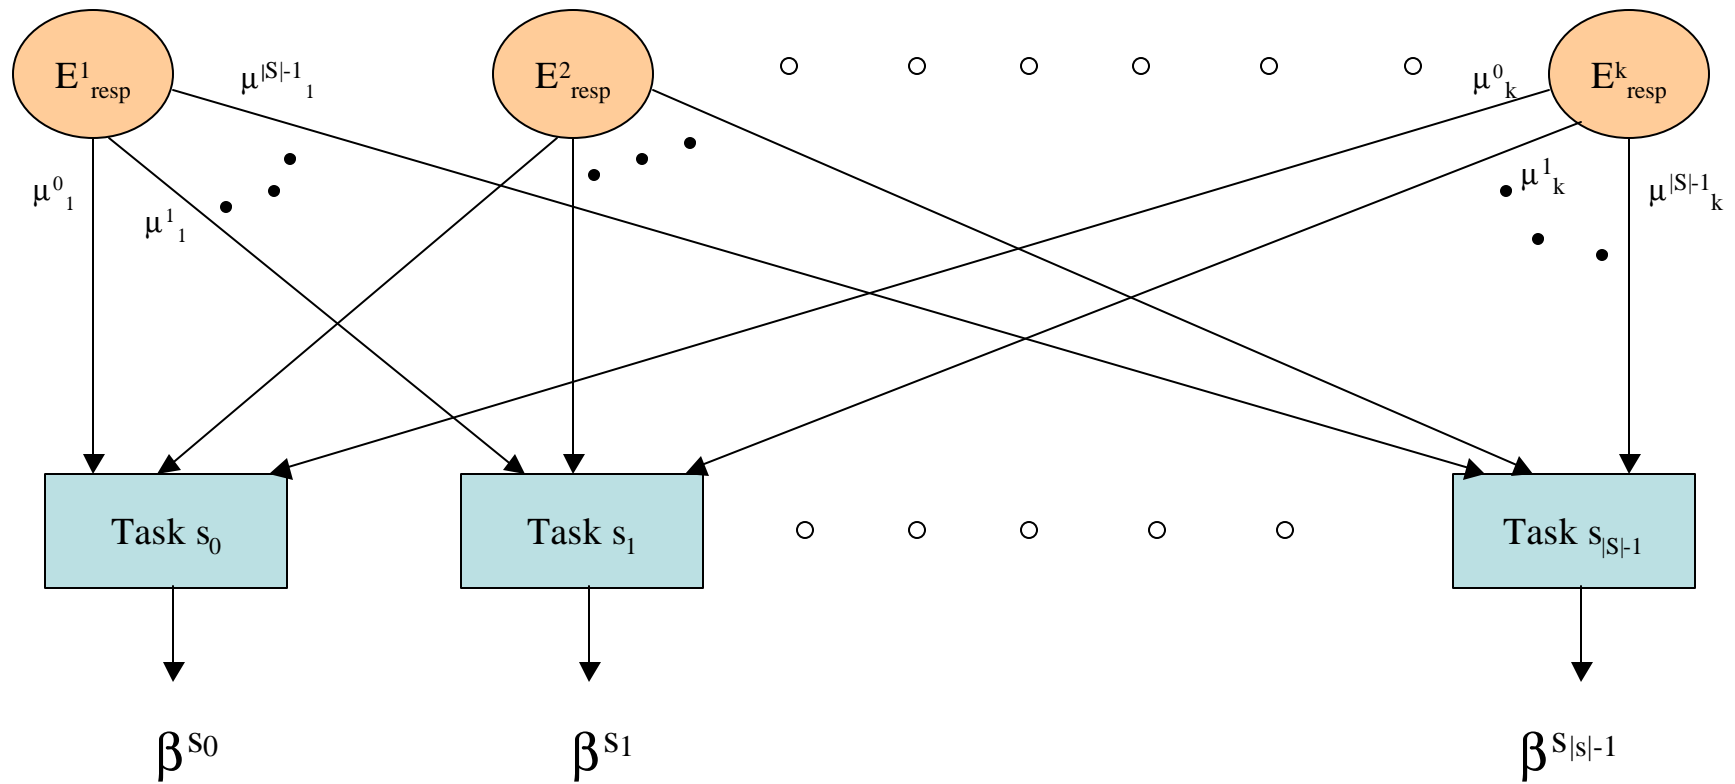 E¹resp
μ|S|-1₁
E²resp
μ⁰k
Eᵏresp
μ⁰₁
μ¹₁
μ¹k
μ|S|-1k
Task s₀
Task s₁
Task s|S|-1
βs₀
βs₁
βs|s|-1